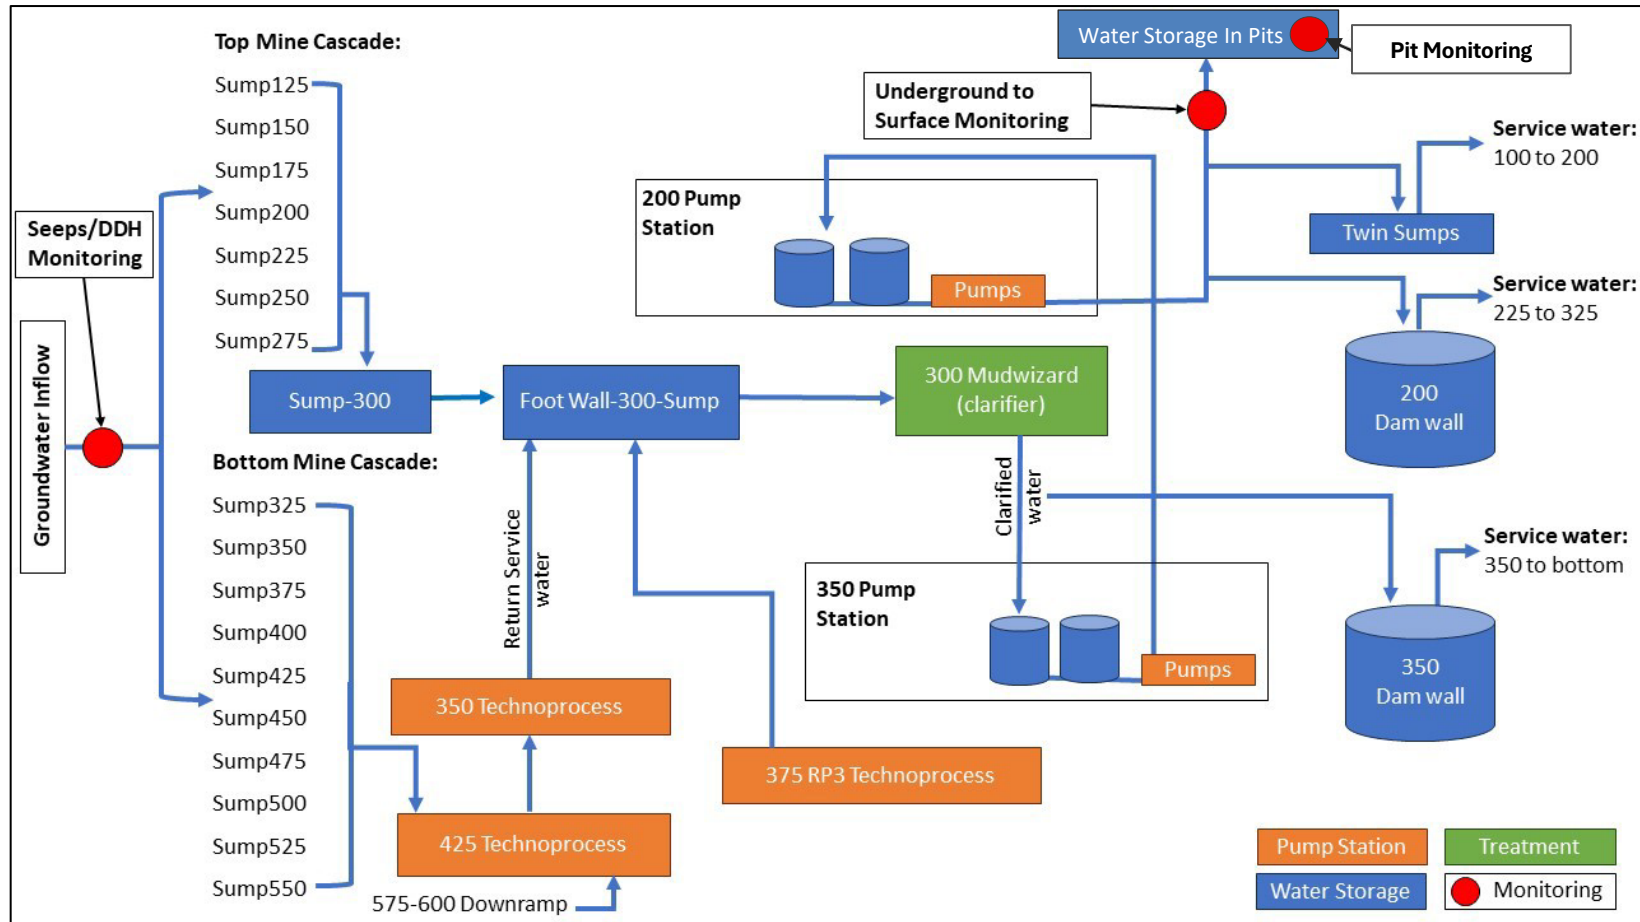 Top Mine Cascade:
Sump125
Sump150
Sump175
Sump200
Sump225
Sump250
Sump275
Seeps/DDH
Monitoring
Groundwater Inflow
Sump-300
Bottom Mine Cascade:
Sump325
Sump350
Sump375
Sump400
Sump425
Sump450
Sump475
Sump500
Sump525
Sump550
Foot Wall-300-Sump
Return Service
water
350 Technoprocess
425 Technoprocess
575-600 Downramp
375 RP3 Technoprocess
300 Mudwizard
(clarifier)
Clarified
water
350 Pump
Station
Pumps
200 Pump
Station
Pumps
Underground to
Surface Monitoring
Water Storage In Pits
Pit Monitoring
Service water:
100 to 200
Twin Sumps
Service water:
225 to 325
200
Dam wall
Service water:
350 to bottom
350
Dam wall
Pump Station
Treatment
Water Storage
Monitoring